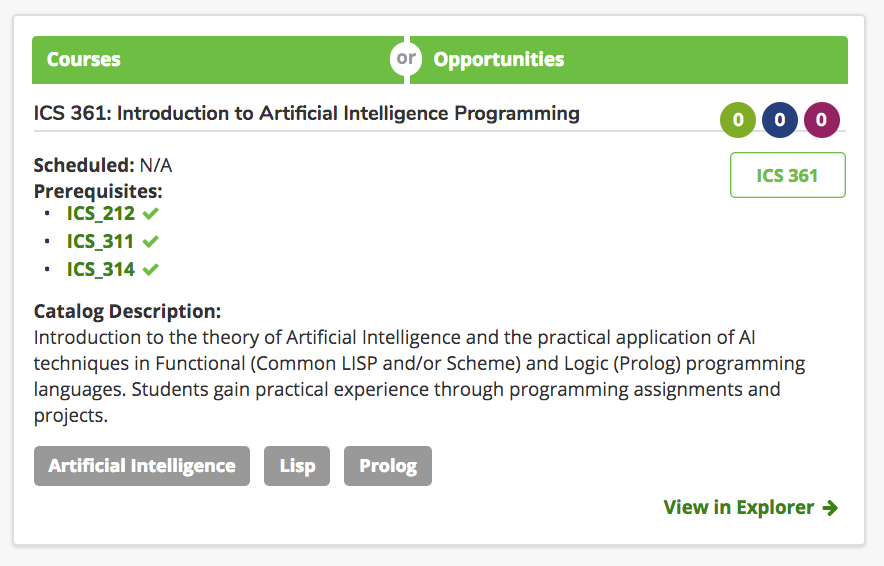 Courses or Opportunities
ICS 361: Introduction to Artificial Intelligence Programming
0 0 0
Scheduled: N/A
ICS 361
Prerequisites:
• ICS_212
• ICS_311
• ICS_314
Catalog Description:
Introduction to the theory of Artificial Intelligence and the practical application of AI
techniques in Functional (Common LISP and/or Scheme) and Logic (Prolog) programming
languages. Students gain practical experience through programming assignments and
projects.
Artificial Intelligence Lisp Prolog
View in Explorer